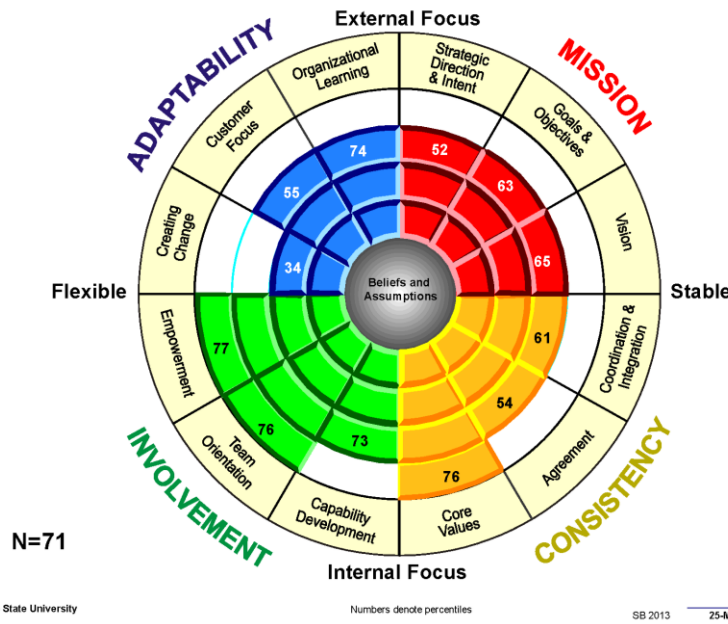 External Focus
ADAPTABILITY
MISSION
Organizational
Learning
Strategic
Direction
& Intent
Customer
Focus
Goals &
Objectives
Creating
Change
Vision
74
52
55
63
34
65
Flexible
Beliefs and
Assumptions
Stable
Empowerment
Coordination &
Integration
77
61
54
76
73
76
Team
Orientation
Agreement
Capability
Development
Core
Values
INVOLVEMENT
CONSISTENCY
N=71
Internal Focus
State University
Numbers denote percentiles
SB 2013
25-M